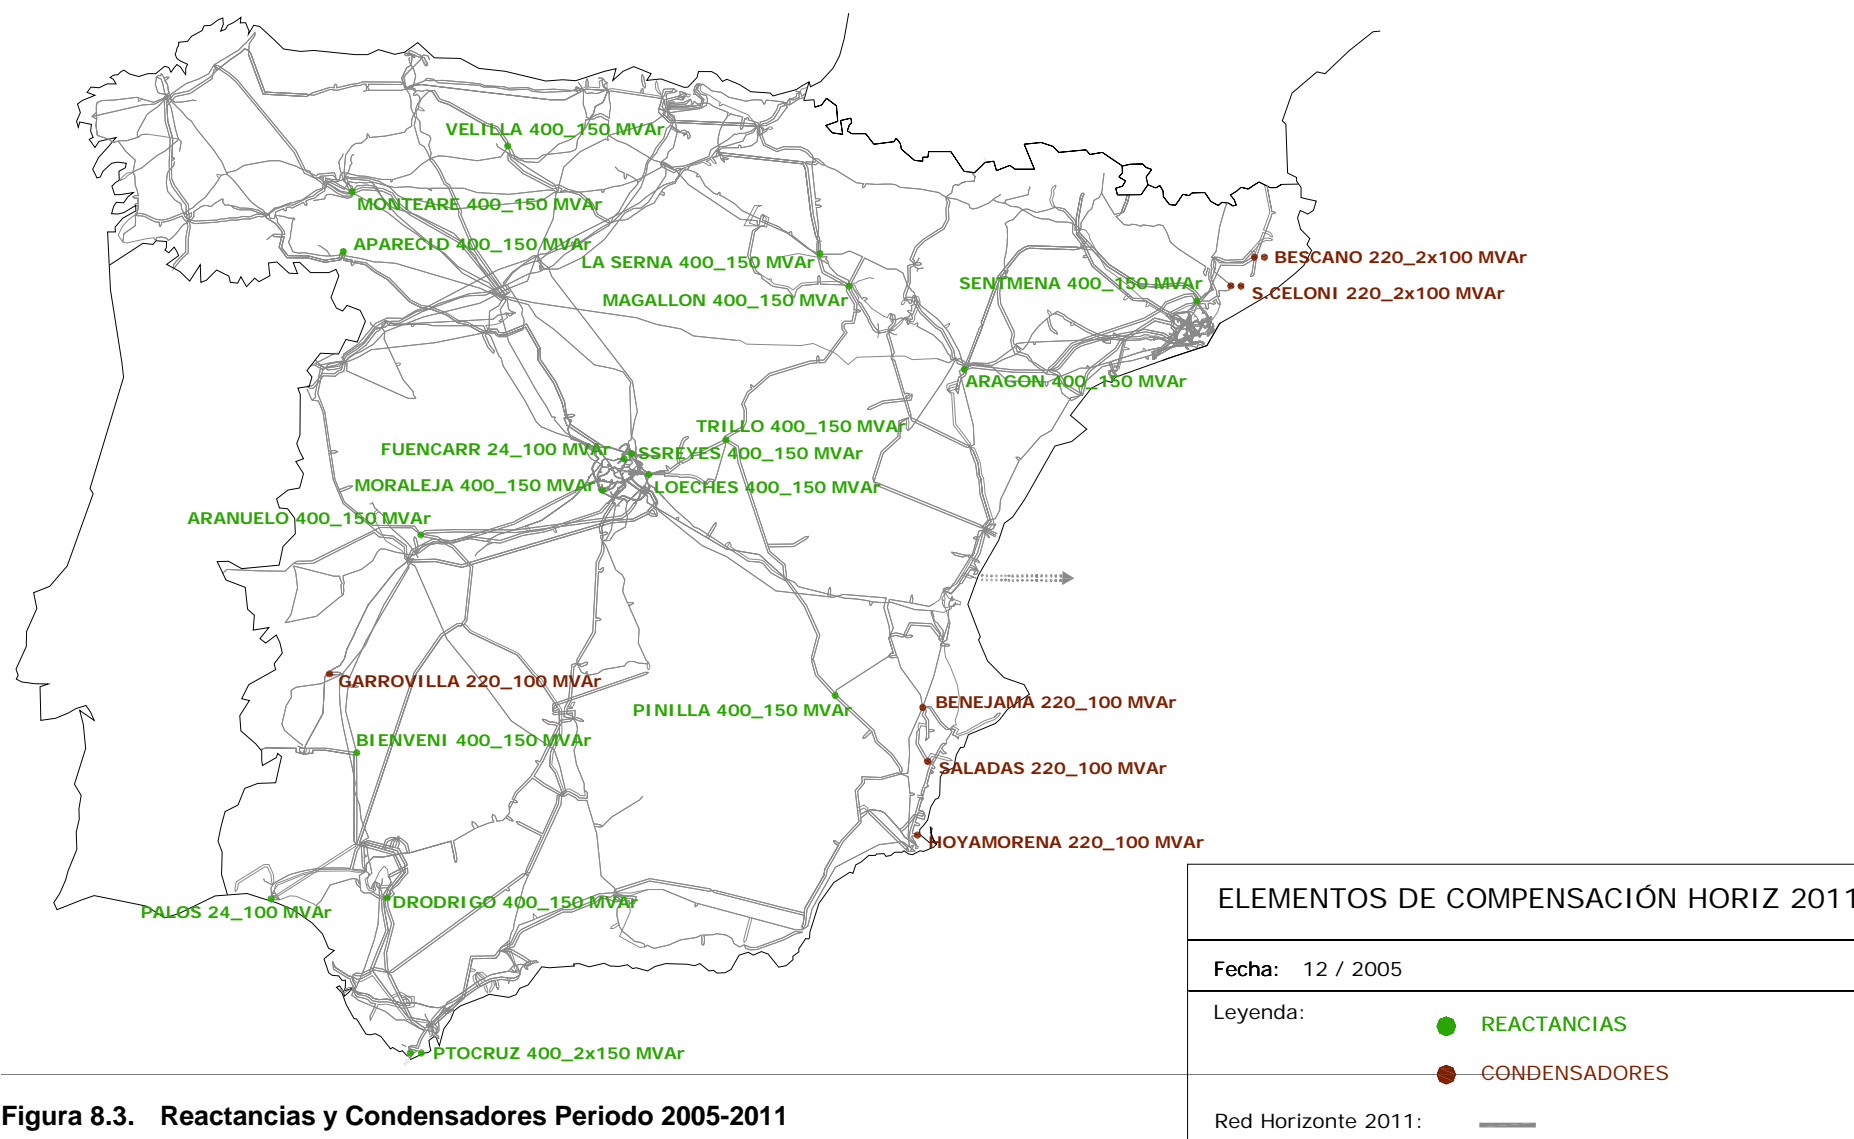 VELILLA 400_150 MVAr
MONTEARE 400_150 MVAr
APARECID 400_150 MVAr
LA SERNA 400_150 MVAr
BESCANO 220_2x100 MVAr
SENTMENA 400_150 MVAr
S.CELONI 220_2x100 MVAr
MAGALLON 400_150 MVAr
ARAGON 400_150 MVAr
TRILLO 400_150 MVAr
FUENCARR 24_100 MVAr
SSREYES 400_150 MVAr
MORALEJA 400_150 MVAr
LOECHES 400_150 MVAr
ARANUELO 400_150 MVAr
GARROVILLA 220_100 MVAr
PINILLA 400_150 MVAr
BENEJAMA 220_100 MVAr
BIENVENI 400_150 MVAr
SALADAS 220_100 MVAr
HOYAMORENA 220_100 MVAr
PALOS 24_100 MVAr
DRODRIGO 400_150 MVAr
PTOCRUZ 400_2x150 MVAr
ELEMENTOS DE COMPENSACIÓN HORIZ 2011
Fecha: 12 / 2005
Leyenda:
REACTANCIAS
CONDENSADORES
Red Horizonte 2011:
Figura 8.3. Reactancias y Condensadores Periodo 2005-2011